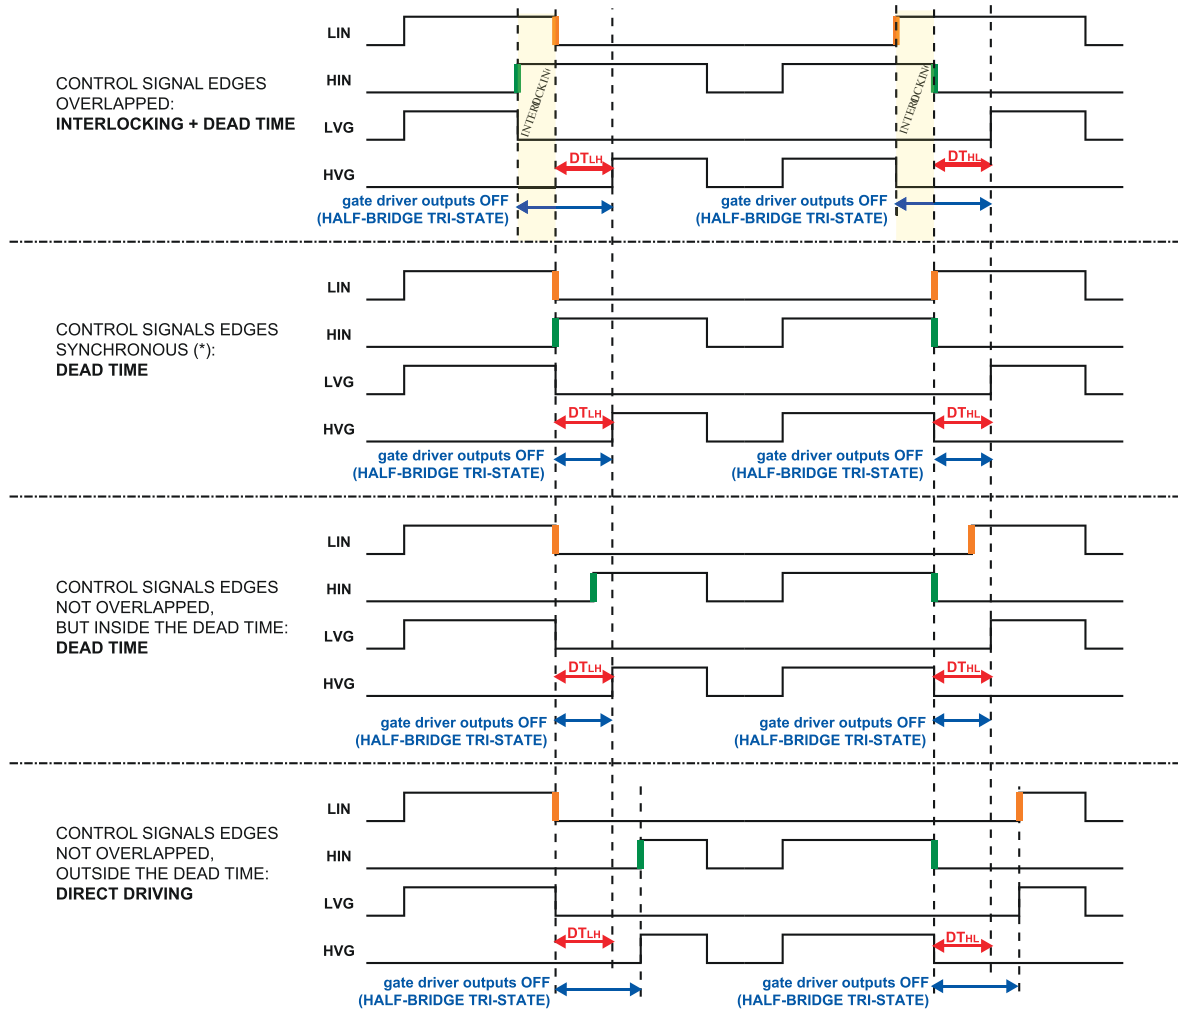 LIN
HIN
CONTROL SIGNAL EDGES
OVERLAPPED:
INTERLOCKING + DEAD TIME
INTERLOCKING
INTERLOCKING
LVG
DTLH
DTHL
HVG
gate driver outputs OFF
(HALF-BRIDGE TRI-STATE)
gate driver outputs OFF
(HALF-BRIDGE TRI-STATE)
LIN
CONTROL SIGNALS EDGES
SYNCHRONOUS (*):
DEAD TIME
HIN
LVG
DTLH
DTHL
HVG
gate driver outputs OFF
(HALF-BRIDGE TRI-STATE)
gate driver outputs OFF
(HALF-BRIDGE TRI-STATE)
LIN
CONTROL SIGNALS EDGES
NOT OVERLAPPED,
BUT INSIDE THE DEAD TIME:
DEAD TIME
HIN
LVG
DTLH
DTHL
HVG
gate driver outputs OFF
(HALF-BRIDGE TRI-STATE)
gate driver outputs OFF
(HALF-BRIDGE TRI-STATE)
LIN
CONTROL SIGNALS EDGES
NOT OVERLAPPED,
OUTSIDE THE DEAD TIME:
DIRECT DRIVING
HIN
LVG
DTLH
DTHL
HVG
gate driver outputs OFF
(HALF-BRIDGE TRI-STATE)
gate driver outputs OFF
(HALF-BRIDGE TRI-STATE)